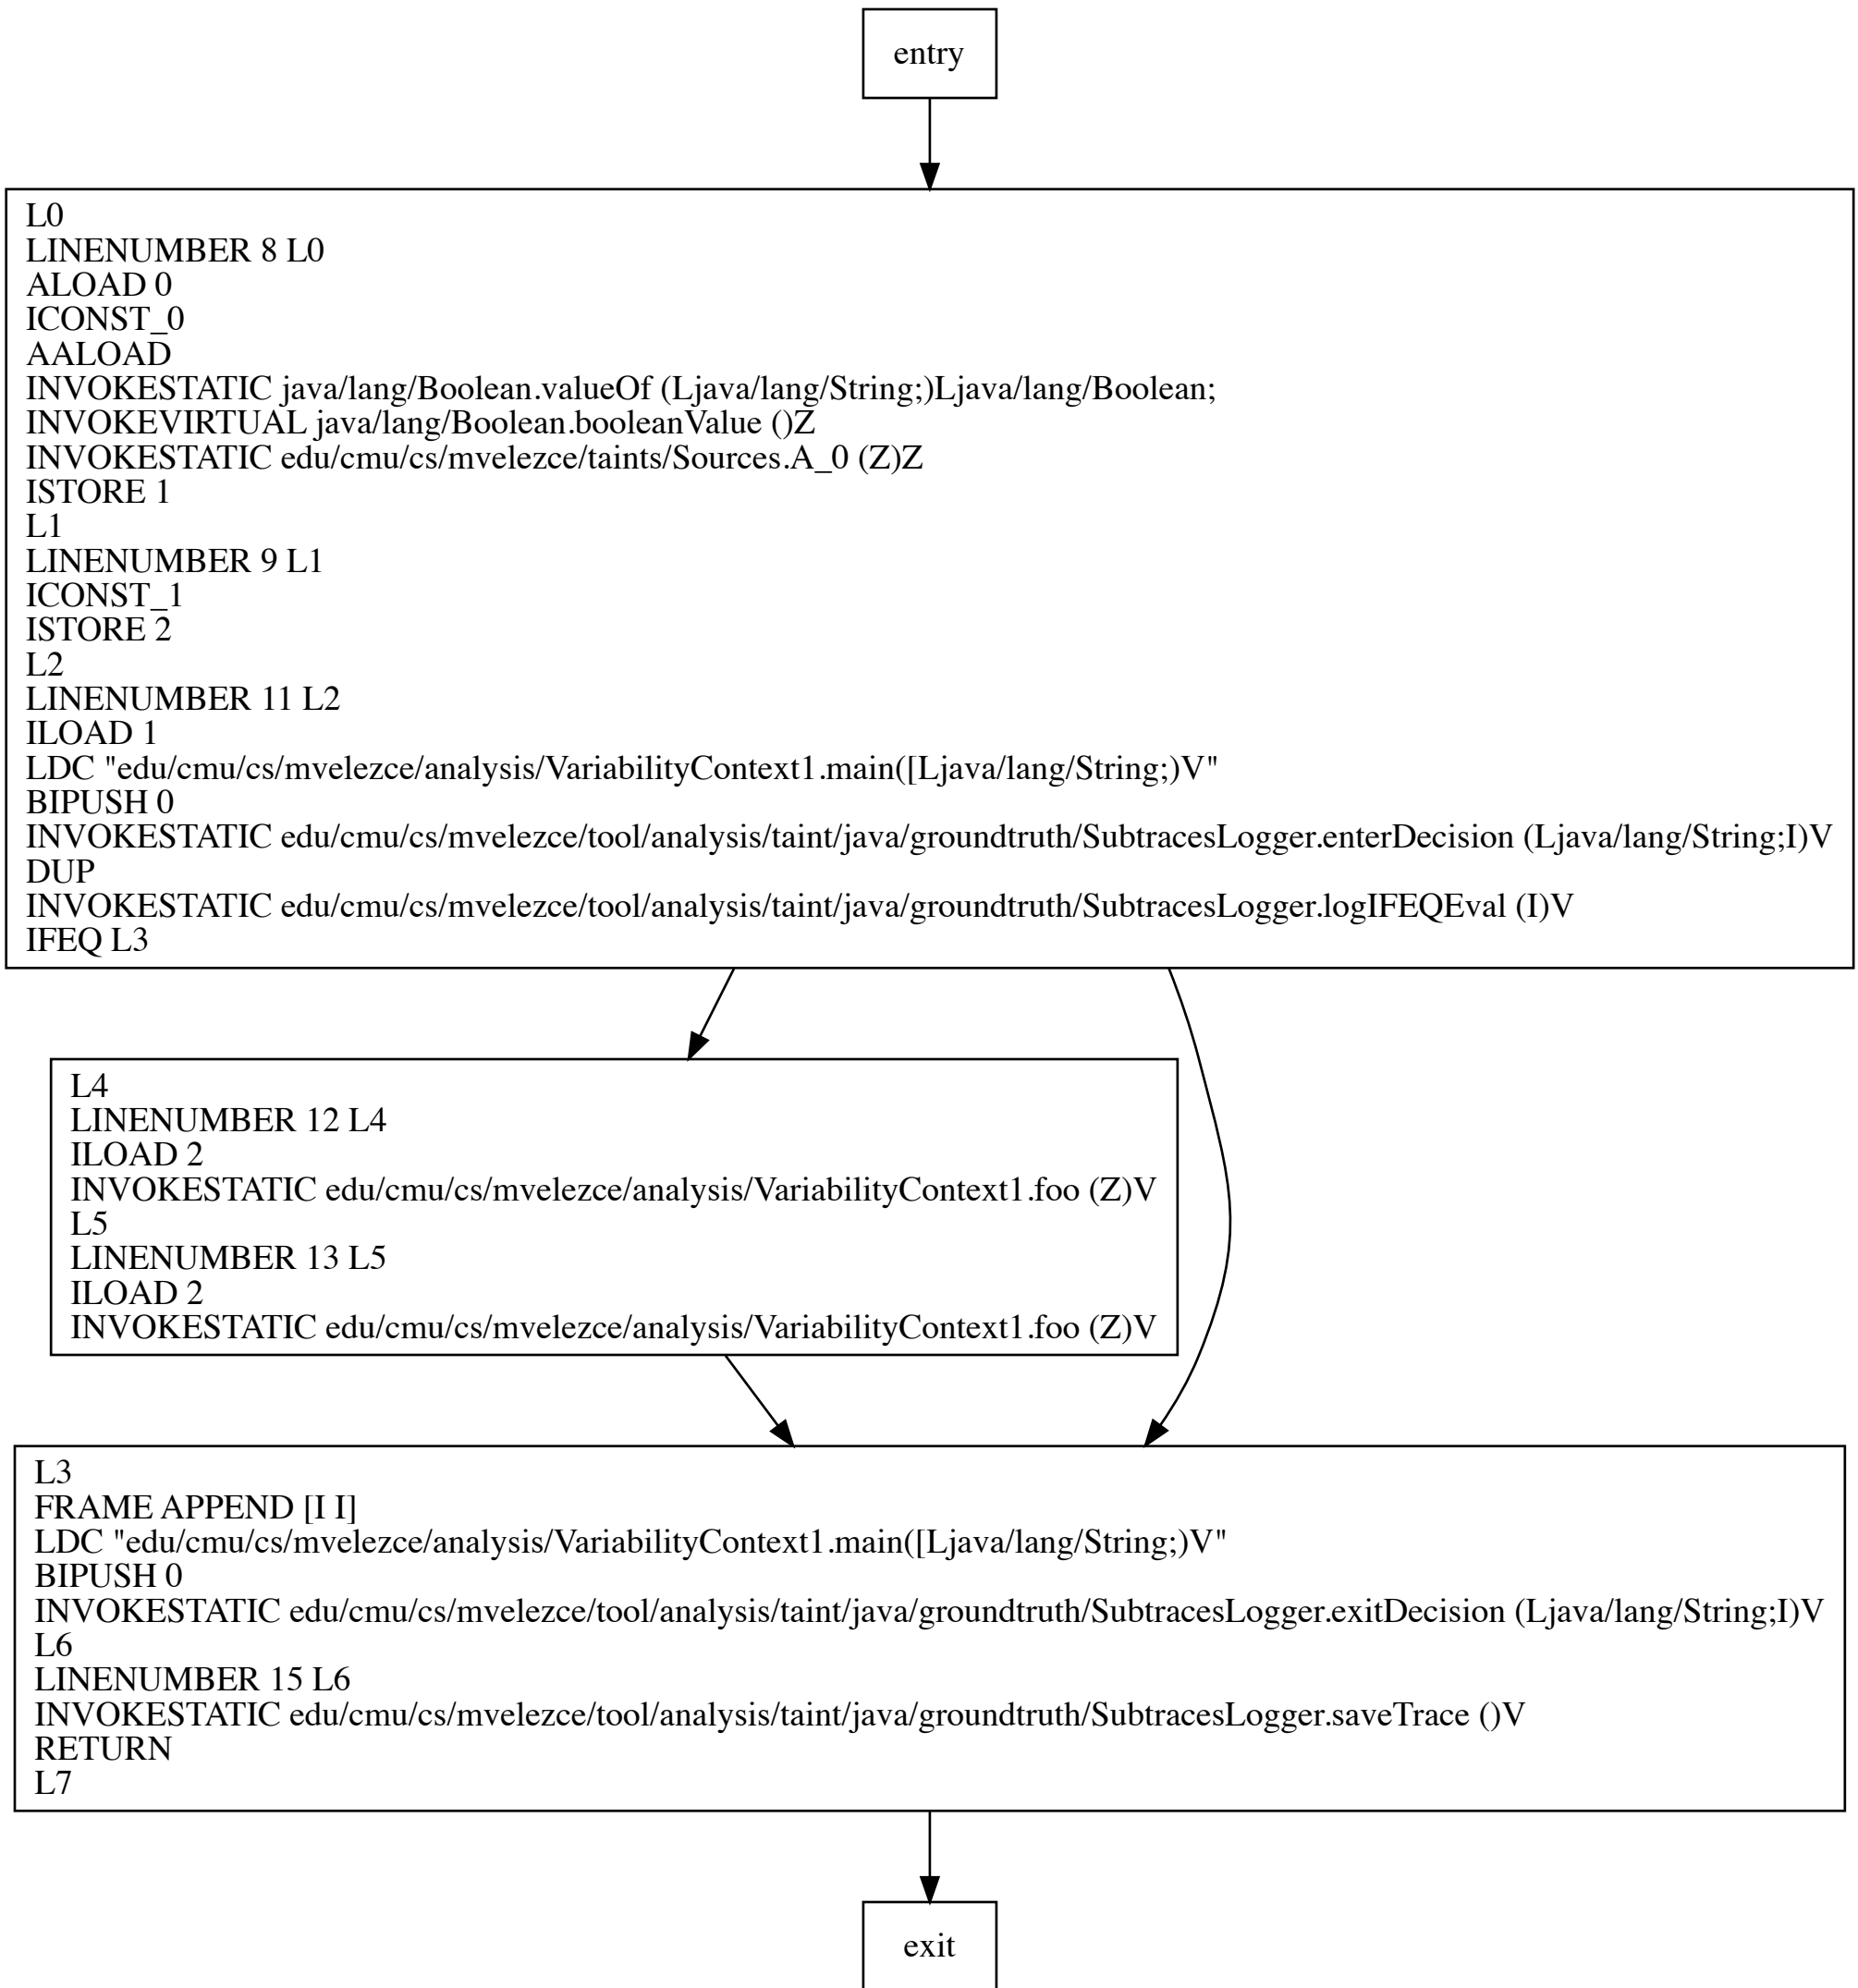 entry
L0
LINENUMBER 8 L0
ALOAD 0
ICONST_0
AALOAD
INVOKESTATIC java/lang/Boolean.valueOf (Ljava/lang/String;)Ljava/lang/Boolean;
INVOKEVIRTUAL java/lang/Boolean.booleanValue ()Z
INVOKESTATIC edu/cmu/cs/mvelezce/taints/Sources.A_0 (Z)Z
ISTORE 1
L1
LINENUMBER 9 L1
ICONST_1
ISTORE 2
L2
LINENUMBER 11 L2
ILOAD 1
LDC "edu/cmu/cs/mvelezce/analysis/VariabilityContext1.main([Ljava/lang/String;)V"
BIPUSH 0
INVOKESTATIC edu/cmu/cs/mvelezce/tool/analysis/taint/java/groundtruth/SubtracesLogger.enterDecision (Ljava/lang/String;I)V
DUP
INVOKESTATIC edu/cmu/cs/mvelezce/tool/analysis/taint/java/groundtruth/SubtracesLogger.logIFEQEval (I)V
IFEQ L3
L4
LINENUMBER 12 L4
ILOAD 2
INVOKESTATIC edu/cmu/cs/mvelezce/analysis/VariabilityContext1.foo (Z)V
L5
LINENUMBER 13 L5
ILOAD 2
INVOKESTATIC edu/cmu/cs/mvelezce/analysis/VariabilityContext1.foo (Z)V
L3
FRAME APPEND [I I]
LDC "edu/cmu/cs/mvelezce/analysis/VariabilityContext1.main([Ljava/lang/String;)V"
BIPUSH 0
INVOKESTATIC edu/cmu/cs/mvelezce/tool/analysis/taint/java/groundtruth/SubtracesLogger.exitDecision (Ljava/lang/String;I)V
L6
LINENUMBER 15 L6
INVOKESTATIC edu/cmu/cs/mvelezce/tool/analysis/taint/java/groundtruth/SubtracesLogger.saveTrace ()V
RETURN
L7
exit